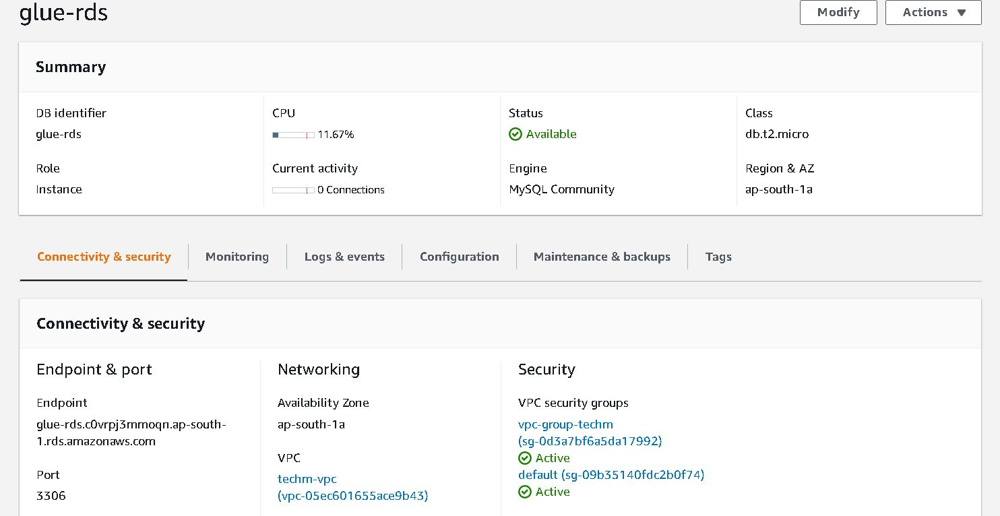 glue-rds
Modify
Actions
Summary
DB identifier
glue-rds
CPU
11.67%
Status
Available
Class
db.t2.micro
Role
Instance
Current activity
0 Connections
Engine
MySQL Community
Region & AZ
ap-south-1a
Connectivity & security
Monitoring
Logs & events
Configuration
Maintenance & backups
Tags
Connectivity & security
Endpoint & port
Endpoint
glue-rds.c0vrpj3mmoqn.ap-south-
1.rds.amazonaws.com
Port
3306
Networking
Availability Zone
ap-south-1a
VPC
techm-vpc
(vpc-05ec601655ace9b43)
Security
VPC security groups
vpc-group-techm
(sg-0d3a7bf6a5da17992)
Active
default (sg-09b35140fdc2b0f74)
Active